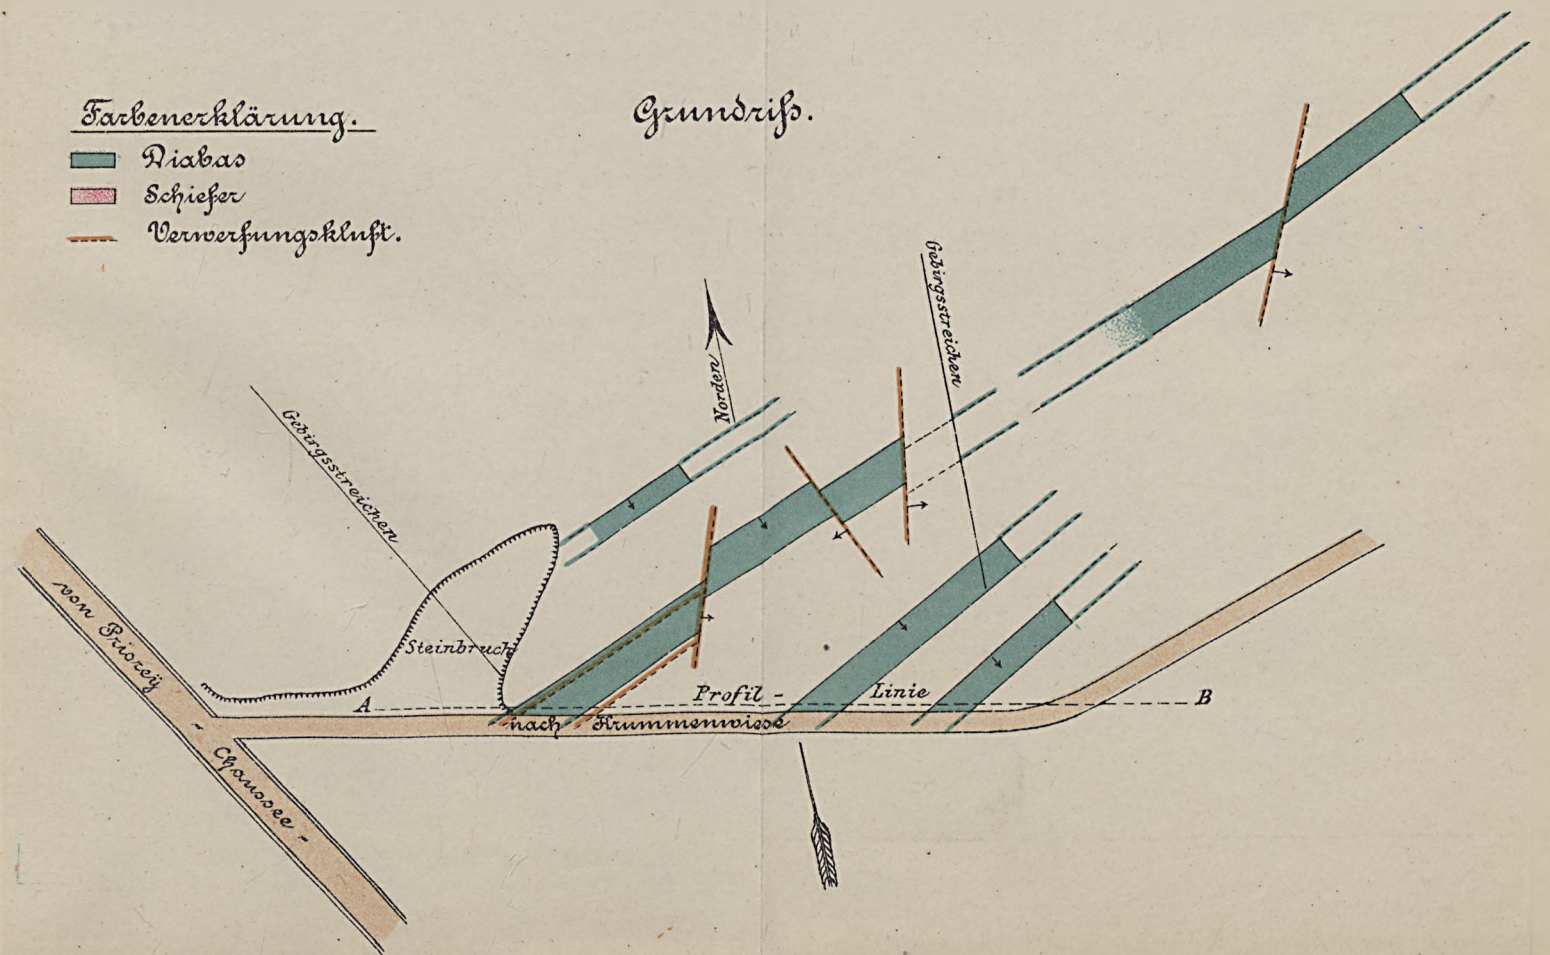 Farbenerklärung.
Grundriß.
Diabas
Schiefer
Verwerfungskluft.
Gebirgsstreichen
Norden
Gebirgsstreichen
von Priorey
Steinbruch
A
Profil - Linie
B
nach Krummenwiese
- Chaussee -